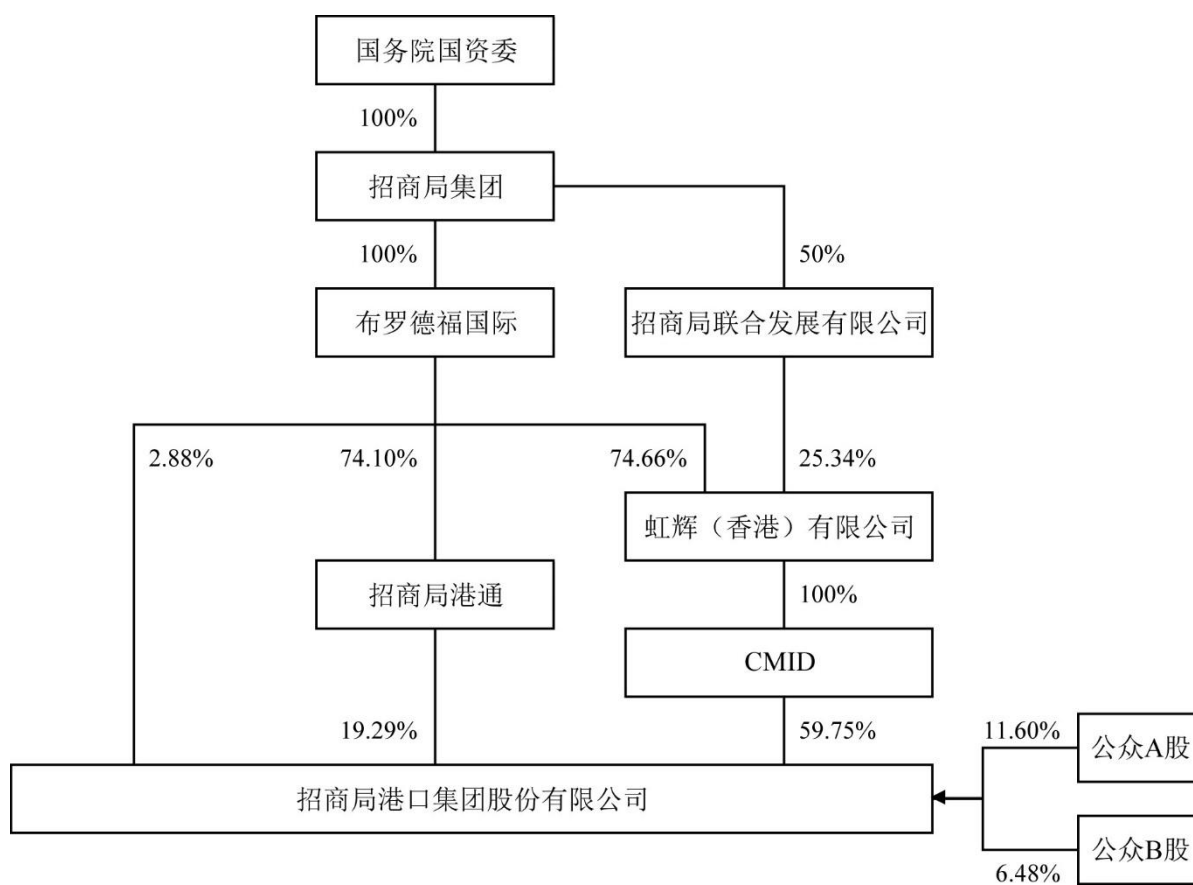 国务院国资委
100%
招商局集团
100%
50%
布罗德福国际
招商局联合发展有限公司
2.88%
74.10%
74.66%
25.34%
虹辉（香港）有限公司
招商局港通
100%
CMID
19.29%
59.75%
11.60%
公众A股
招商局港口集团股份有限公司
公众B股
6.48%